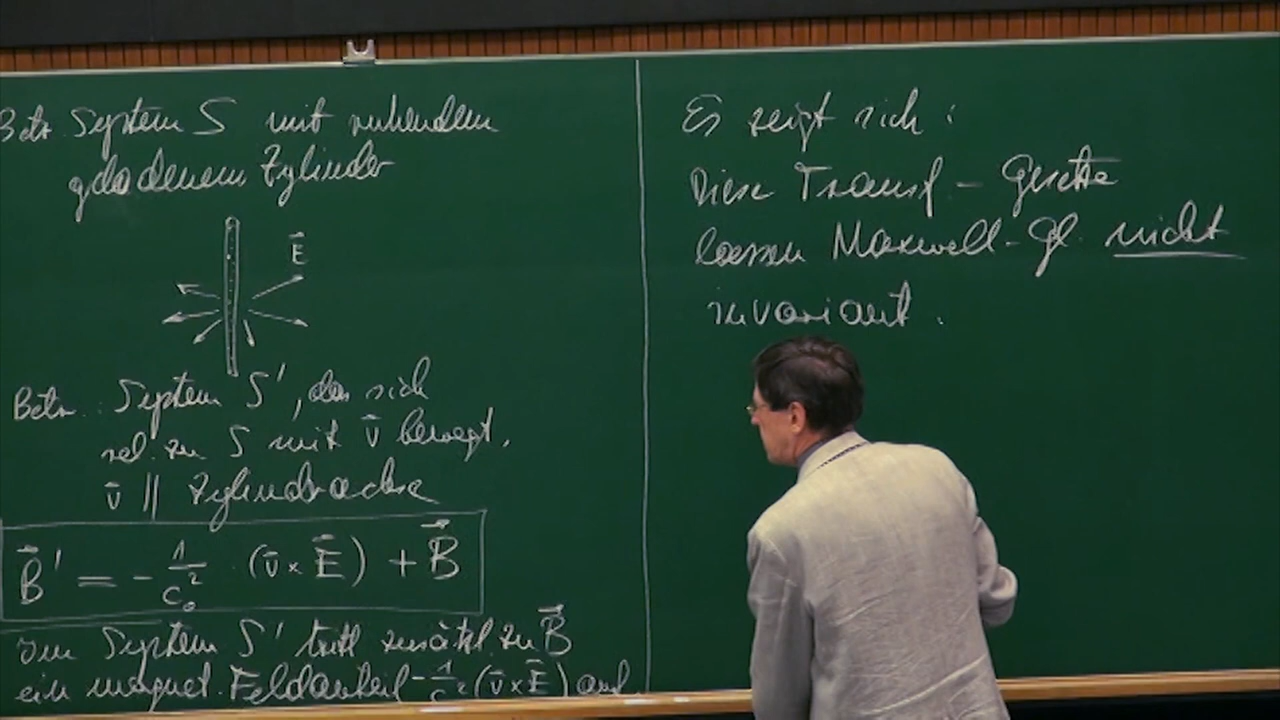 Betr. System S mit ruhendem
geladenem Zylinder
E⃗
Betr. System S', das sich
rel. zu S mit v⃗ bewegt,
v⃗ || Zylinderachse
B⃗' = - 1/c₀² (v⃗ × E⃗) + B⃗
Im System S' tritt zusätzl. zu B⃗
ein magnet. Feldanteil - 1/c₀² (v⃗ × E⃗) auf
Es zeigt sich :
Diese Transf - Gesetze
lassen Maxwell-Gl. nicht
invariant.